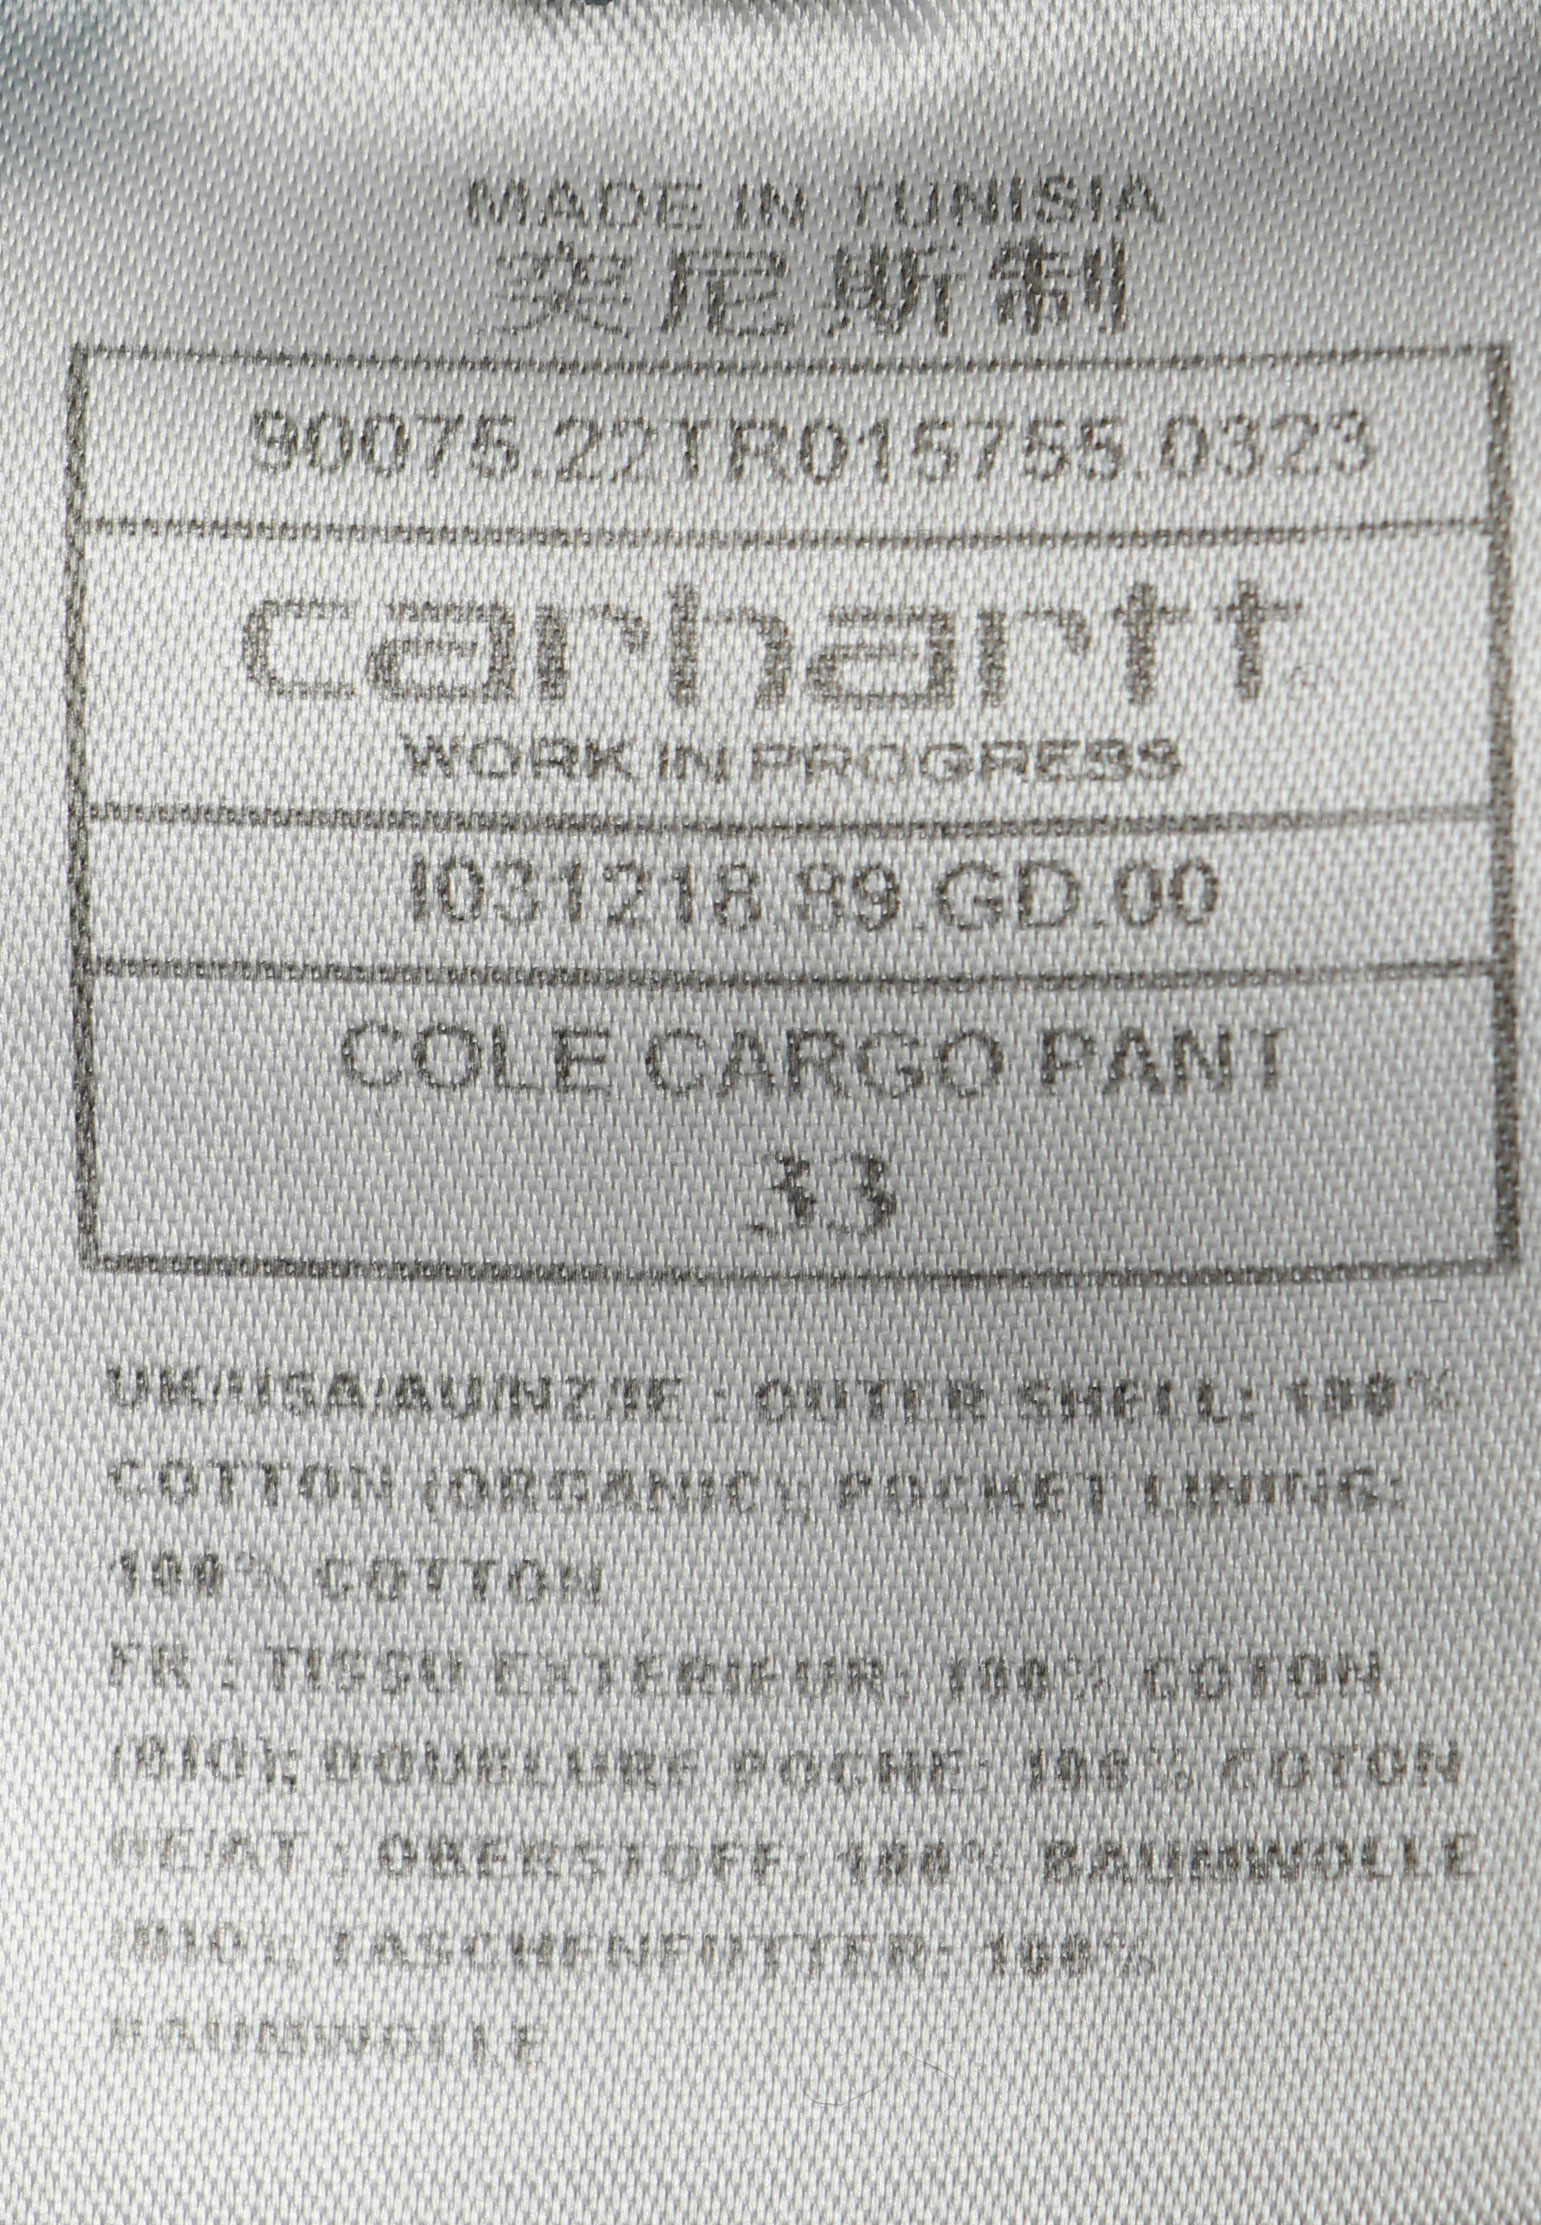 MADE IN TUNISIA
突尼斯制
90075.22TR015755.0323
carhartt
WORK IN PROGRESS
I031218.89.GD.00
COLE CARGO PANT
33
UK/USA/AU/NZ/IE : OUTER SHELL: 100%
COTTON (ORGANIC); POCKET LINING:
100% COTTON
FR : TISSU EXTERIEUR: 100% COTON
(BIO); DOUBLURE POCHE: 100% COTON
DE/AT : OBERSTOFF: 100% BAUMWOLLE
(BIO); TASCHENFUTTER: 100%
BAUMWOLLE